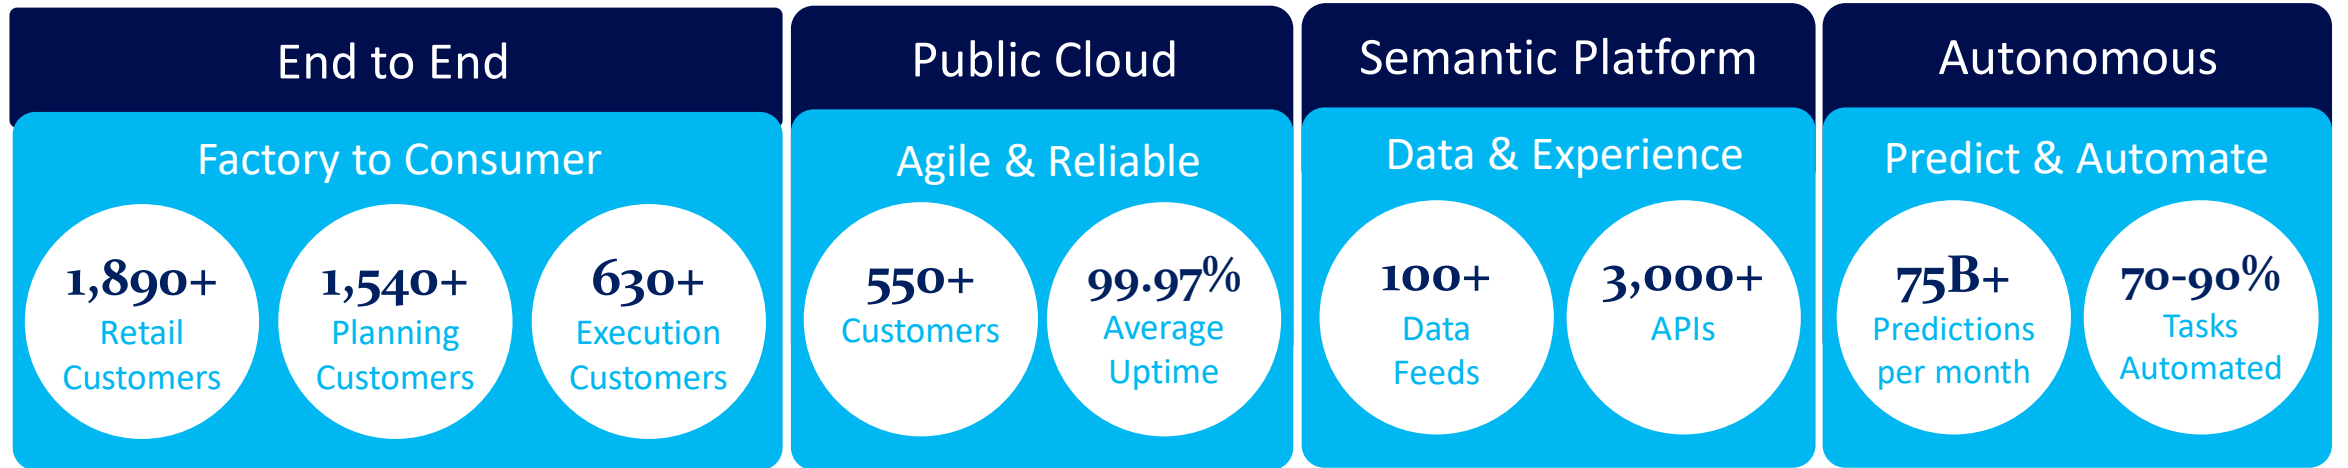 End to End
Factory to Consumer
1,890+
Retail
Customers
1,540+
Planning
Customers
630+
Execution
Customers
Public Cloud
Agile & Reliable
550+
Customers
99.97%
Average
Uptime
Semantic Platform
Data & Experience
100+
Data
Feeds
3,000+
APIs
Autonomous
Predict & Automate
75B+
Predictions
per month
70-90%
Tasks
Automated